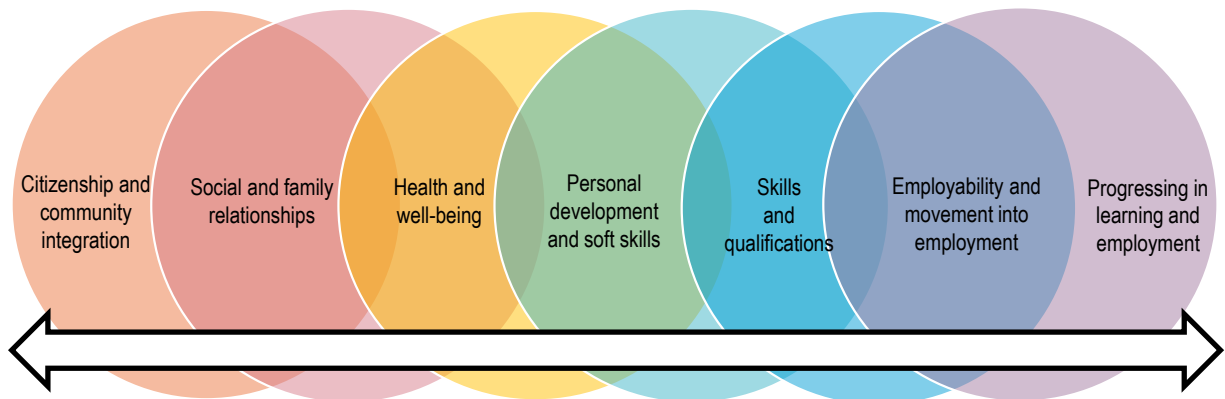 Citizenship and
community
integration
Social and family
relationships
Health and
well-being
Personal
development
and soft skills
Skills
and
qualifications
Employability and
movement into
employment
Progressing in
learning and
employment